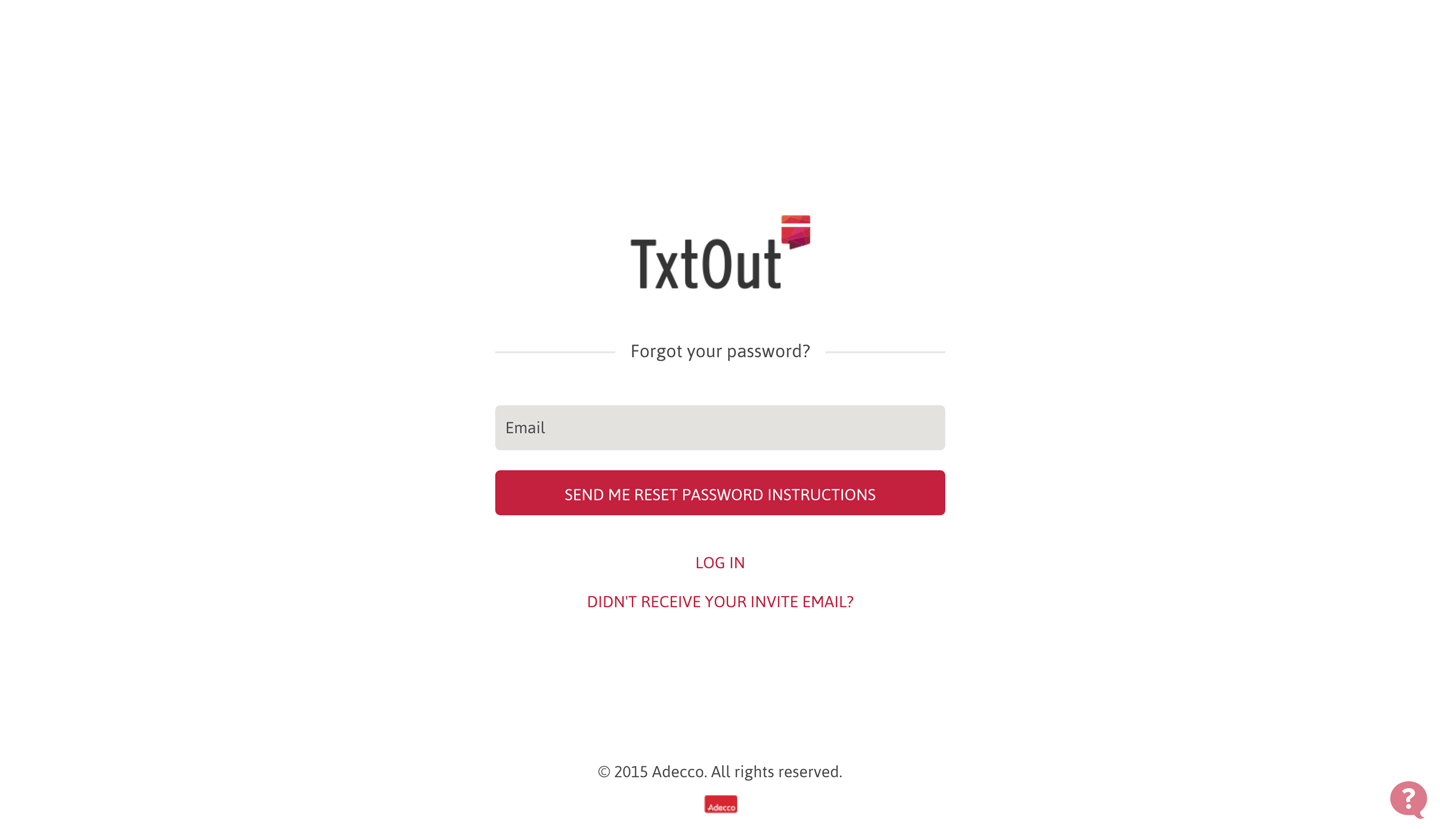 TxtOut
Forgot your password?
Email
SEND ME RESET PASSWORD INSTRUCTIONS
LOG IN
DIDN'T RECEIVE YOUR INVITE EMAIL?
© 2015 Adecco. All rights reserved.
Adecco
?